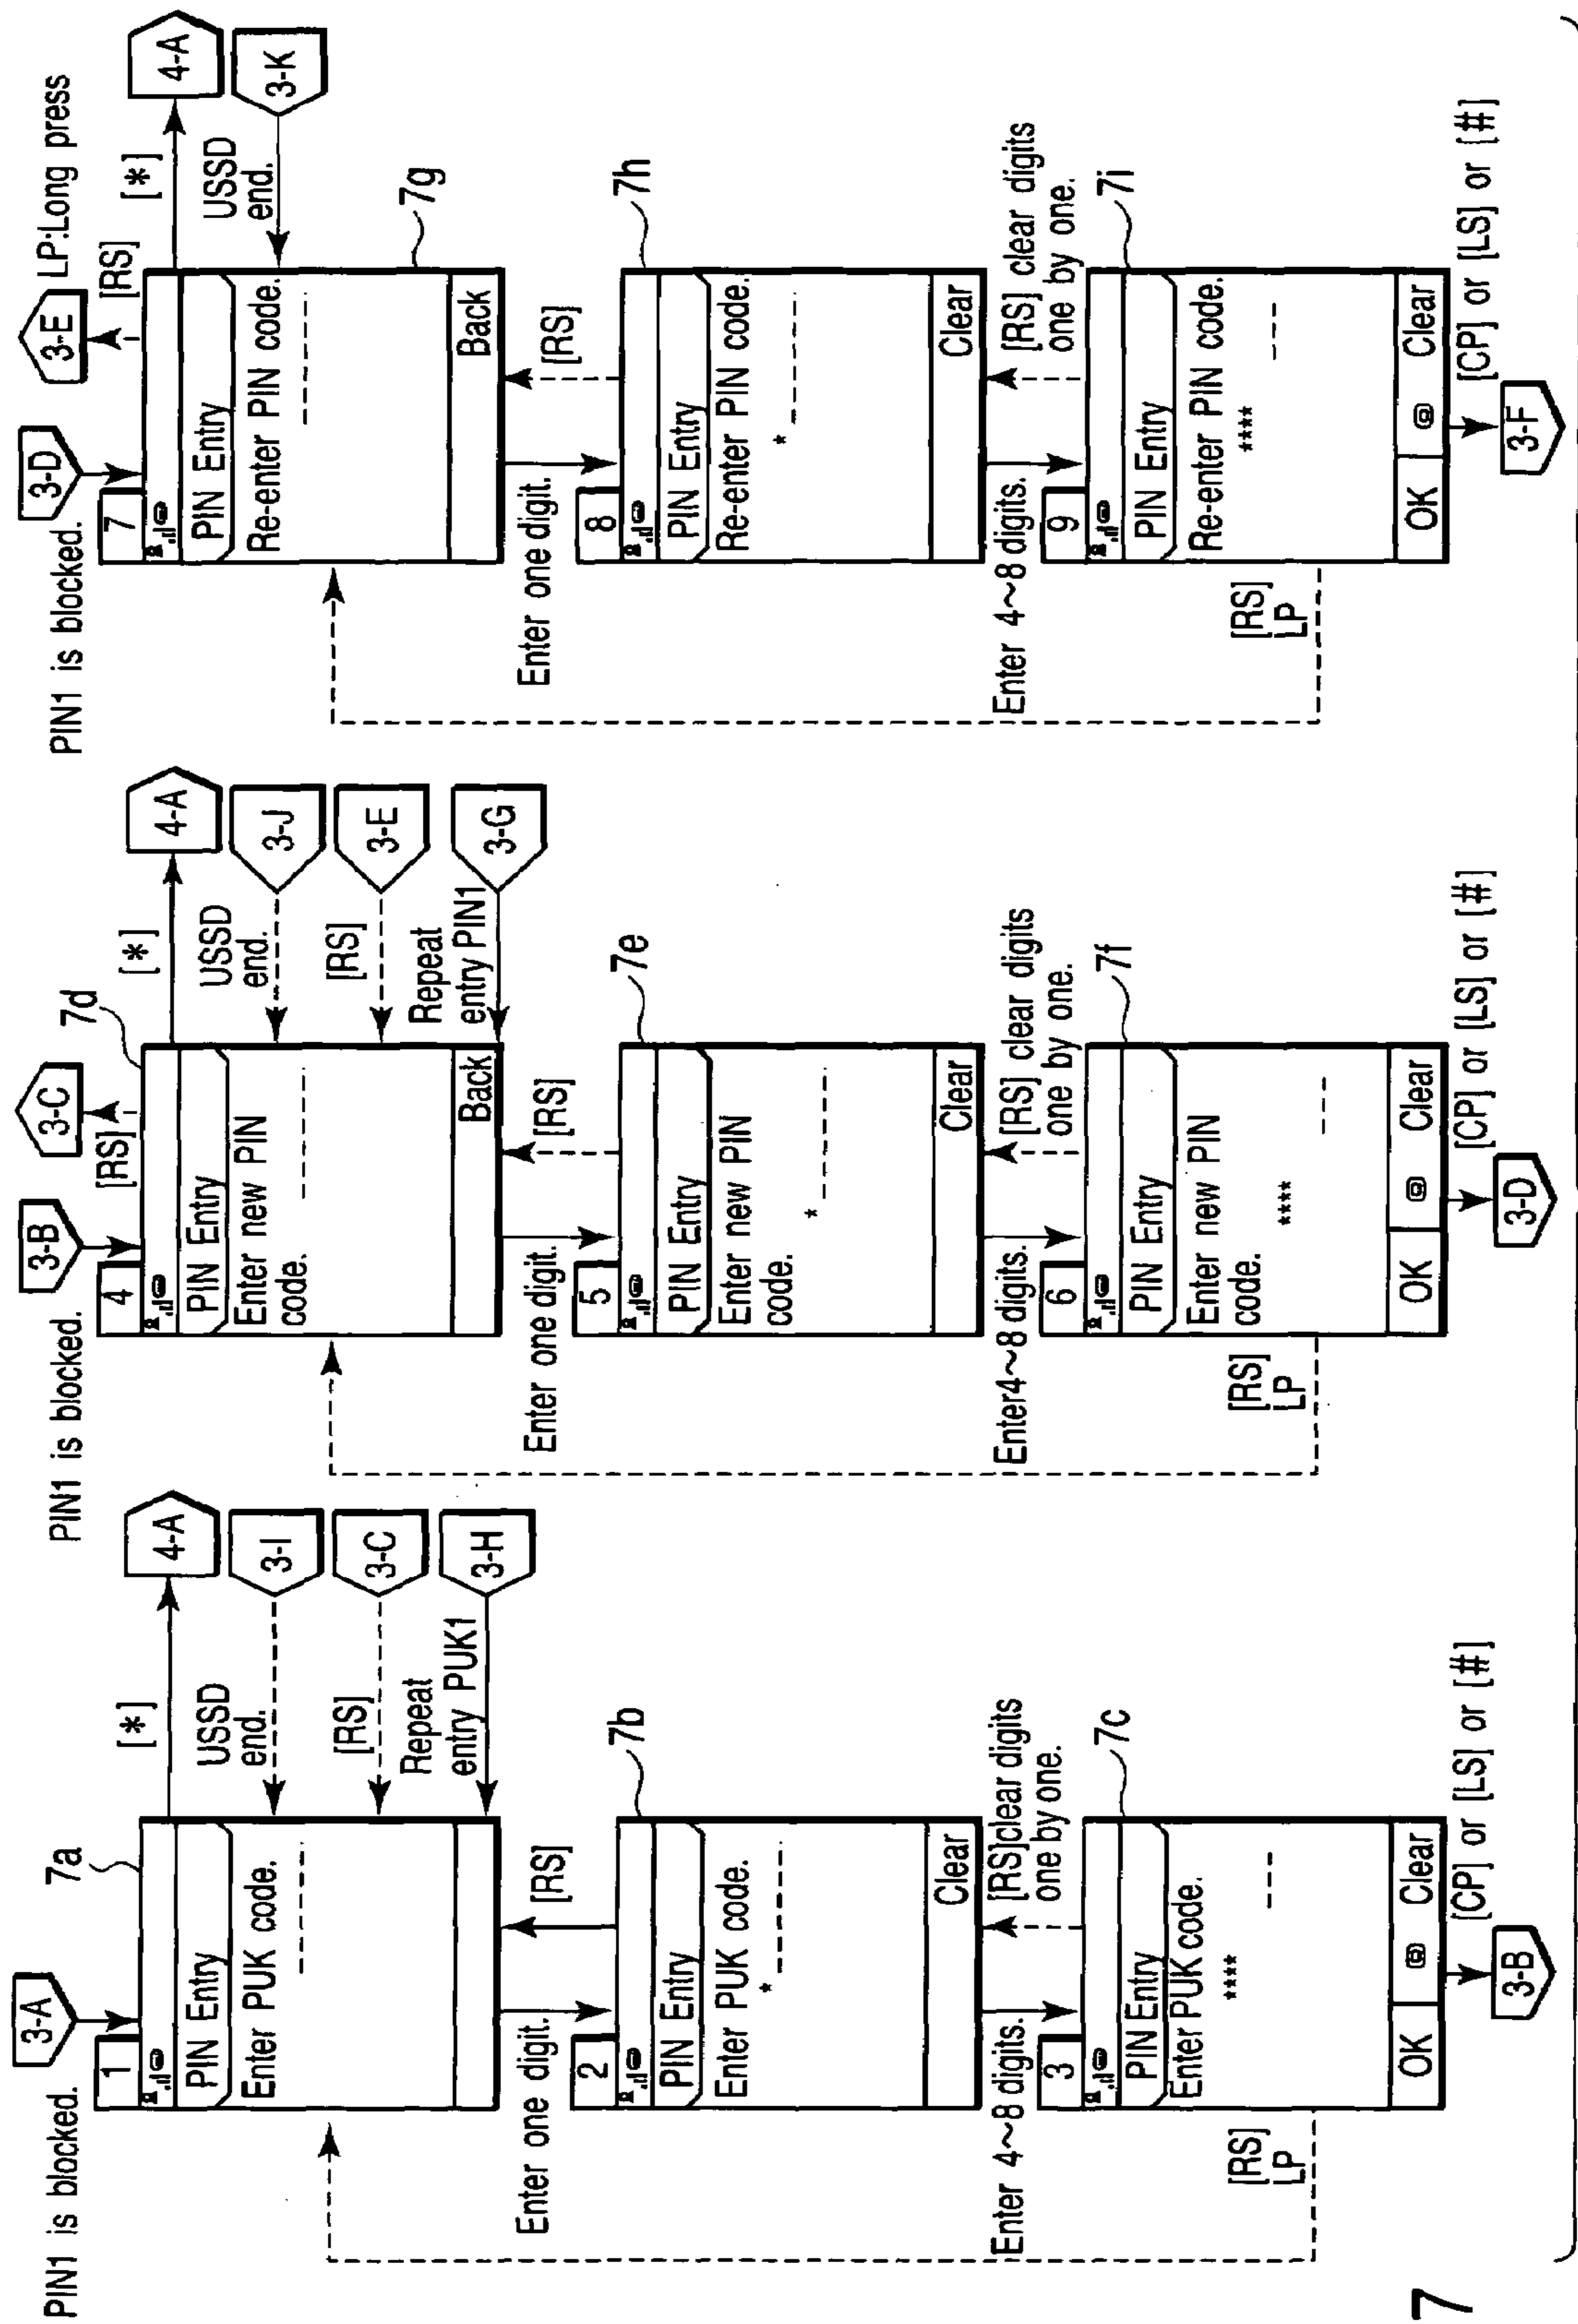 PIN1 is blocked.
3-A
7a
1
PIN Entry
Enter PUK code.
[*]
4-A
USSD
end.
3-I
[RS]
3-C
Repeat
entry PUK1
3-H
Enter one digit.
[RS]
7b
2
PIN Entry
Enter PUK code.
*
Clear
Enter 4~8 digits.
[RS]clear digits
one by one.
7c
3
PIN Entry
Enter PUK code.
****
OK
Clear
[RS]
LP
[CP] or [LS] or [#]
3-B
PIN1 is blocked.
3-B
3-C
[RS]
7d
4
PIN Entry
Enter new PIN
code.
Back
[*]
4-A
USSD
end.
3-J
[RS]
3-E
Repeat
entry PIN1
3-G
Enter one digit.
[RS]
7e
5
PIN Entry
Enter new PIN
code.
*
Clear
Enter4~8 digits.
[RS] clear digits
one by one.
7f
6
PIN Entry
Enter new PIN
code.
****
OK
Clear
[RS]
LP
[CP] or [LS] or [#]
3-D
PIN1 is blocked.
3-D
3-E
LP:Long press
[RS]
7
PIN Entry
Re-enter PIN code.
Back
[*]
4-A
USSD
end.
3-K
7g
Enter one digit.
[RS]
7h
8
PIN Entry
Re-enter PIN code.
*
Clear
Enter 4~8 digits.
[RS] clear digits
one by one.
7i
9
PIN Entry
Re-enter PIN code.
****
OK
Clear
[RS]
LP
[CP] or [LS] or [#]
3-F
7